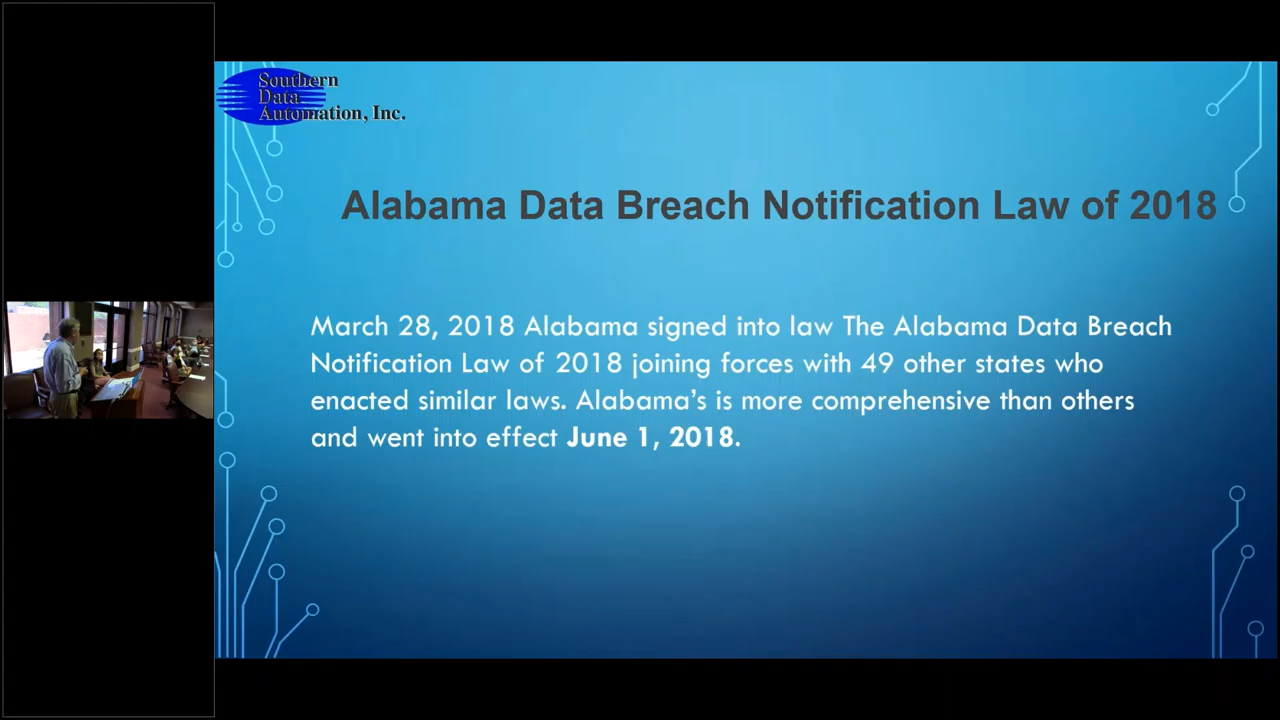 Southern
Data
Automation, Inc.
Alabama Data Breach Notification Law of 2018
March 28, 2018 Alabama signed into law The Alabama Data Breach
Notification Law of 2018 joining forces with 49 other states who
enacted similar laws. Alabama’s is more comprehensive than others
and went into effect June 1, 2018.